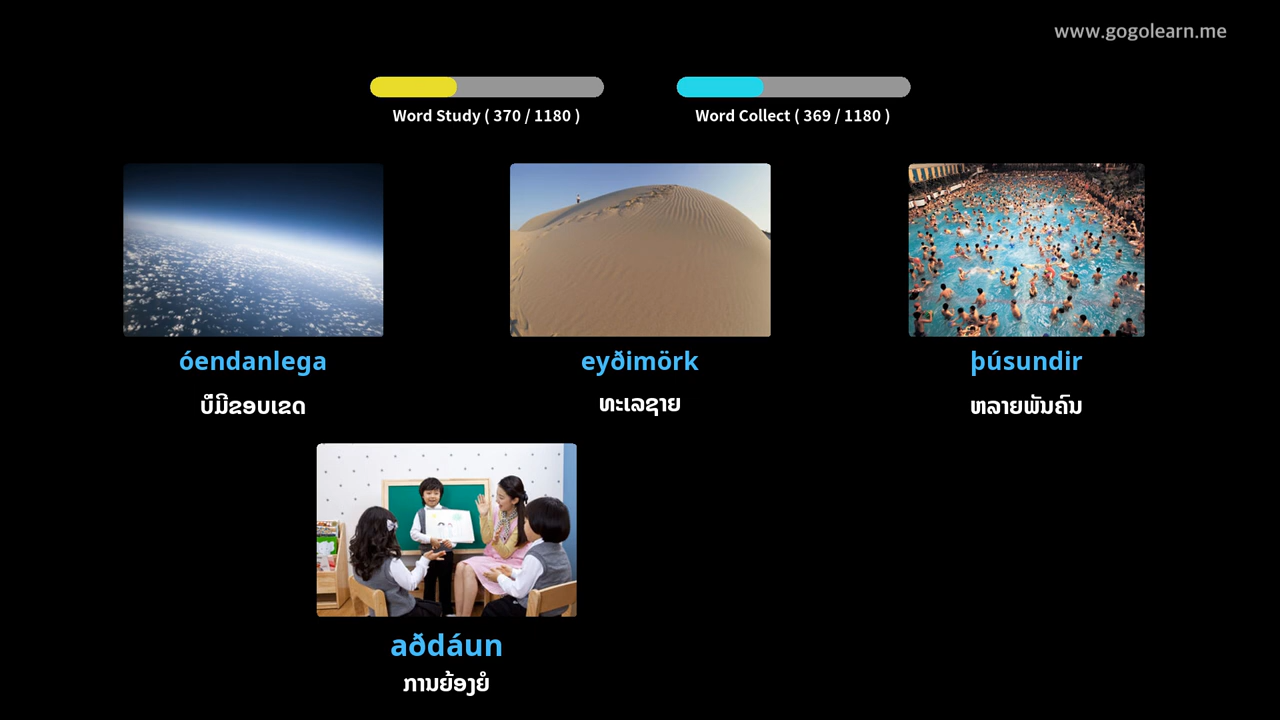 www.gogolearn.me
Word Study ( 370 / 1180 )
Word Collect ( 369 / 1180 )
óendanlega
ບໍ່ມີຂອບເຂດ
eyðimörk
ທະເລຊາຍ
þúsundir
ຫລາຍພັນຄົນ
aðdáun
ການຍ້ອງຍໍ